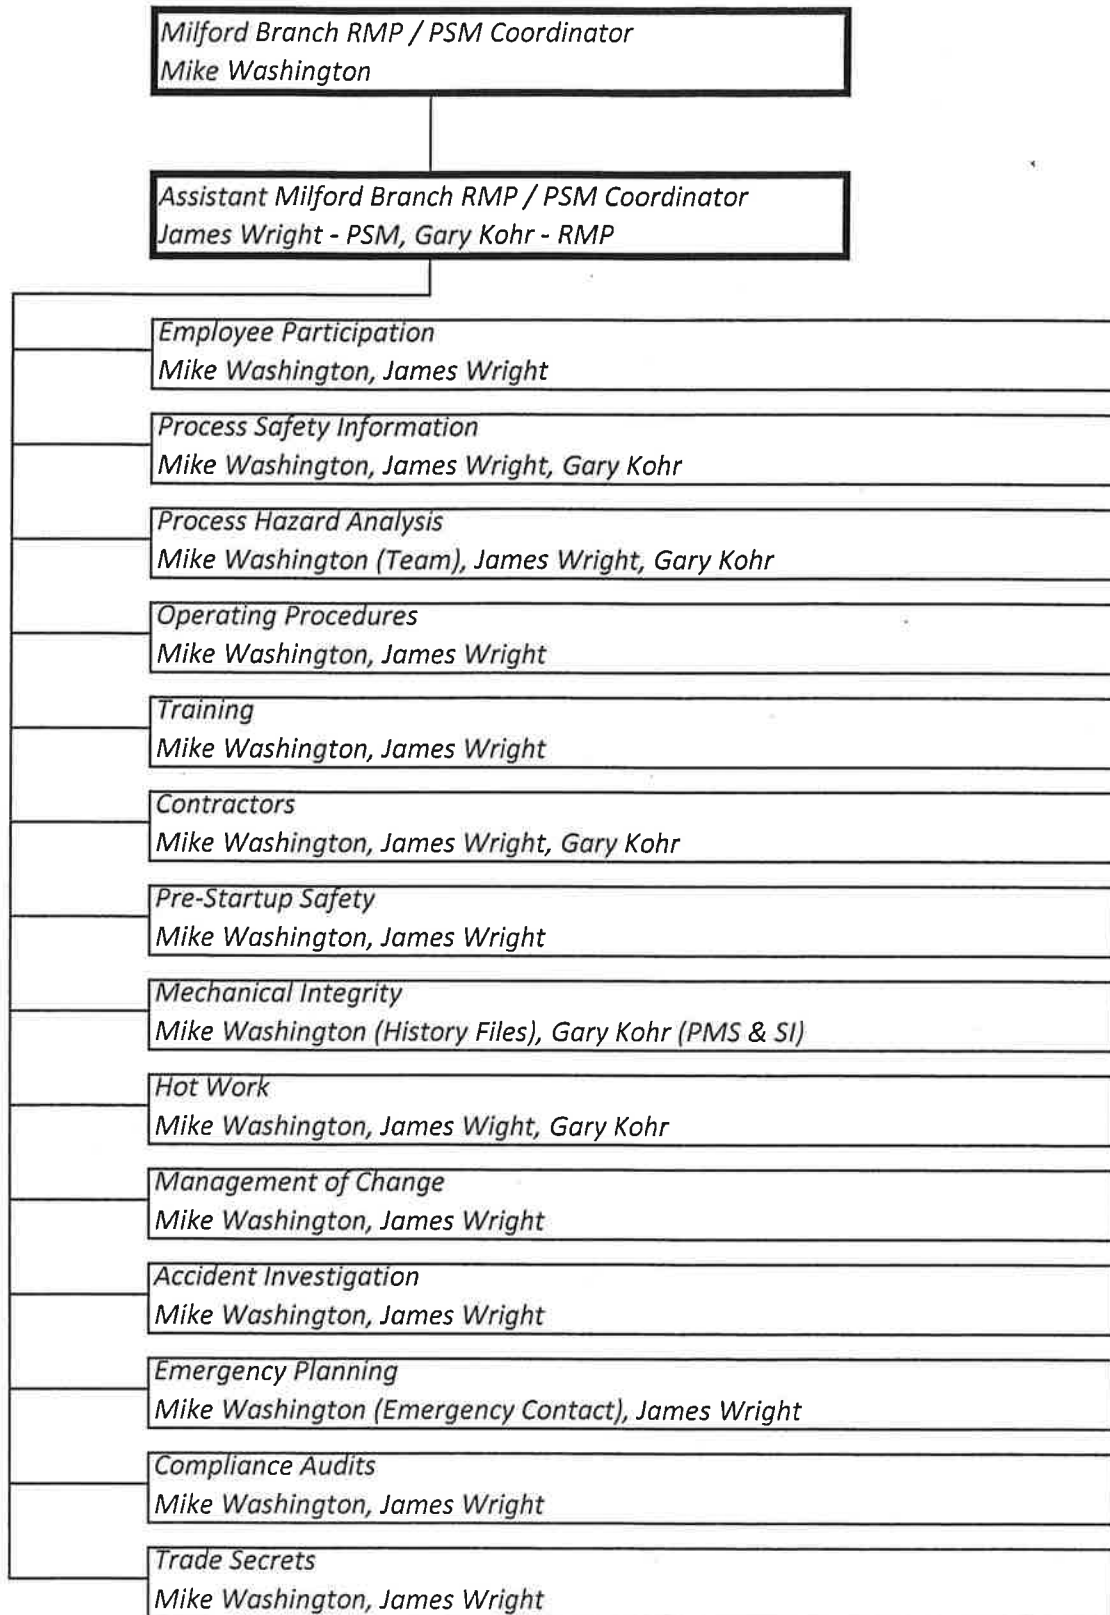 Milford Branch RMP / PSM Coordinator
Mike Washington
Assistant Milford Branch RMP / PSM Coordinator
James Wright - PSM, Gary Kohr - RMP
Employee Participation
Mike Washington, James Wright
Process Safety Information
Mike Washington, James Wright, Gary Kohr
Process Hazard Analysis
Mike Washington (Team), James Wright, Gary Kohr
Operating Procedures
Mike Washington, James Wright
Training
Mike Washington, James Wright
Contractors
Mike Washington, James Wright, Gary Kohr
Pre-Startup Safety
Mike Washington, James Wright
Mechanical Integrity
Mike Washington (History Files), Gary Kohr (PMS & SI)
Hot Work
Mike Washington, James Wight, Gary Kohr
Management of Change
Mike Washington, James Wright
Accident Investigation
Mike Washington, James Wright
Emergency Planning
Mike Washington (Emergency Contact), James Wright
Compliance Audits
Mike Washington, James Wright
Trade Secrets
Mike Washington, James Wright